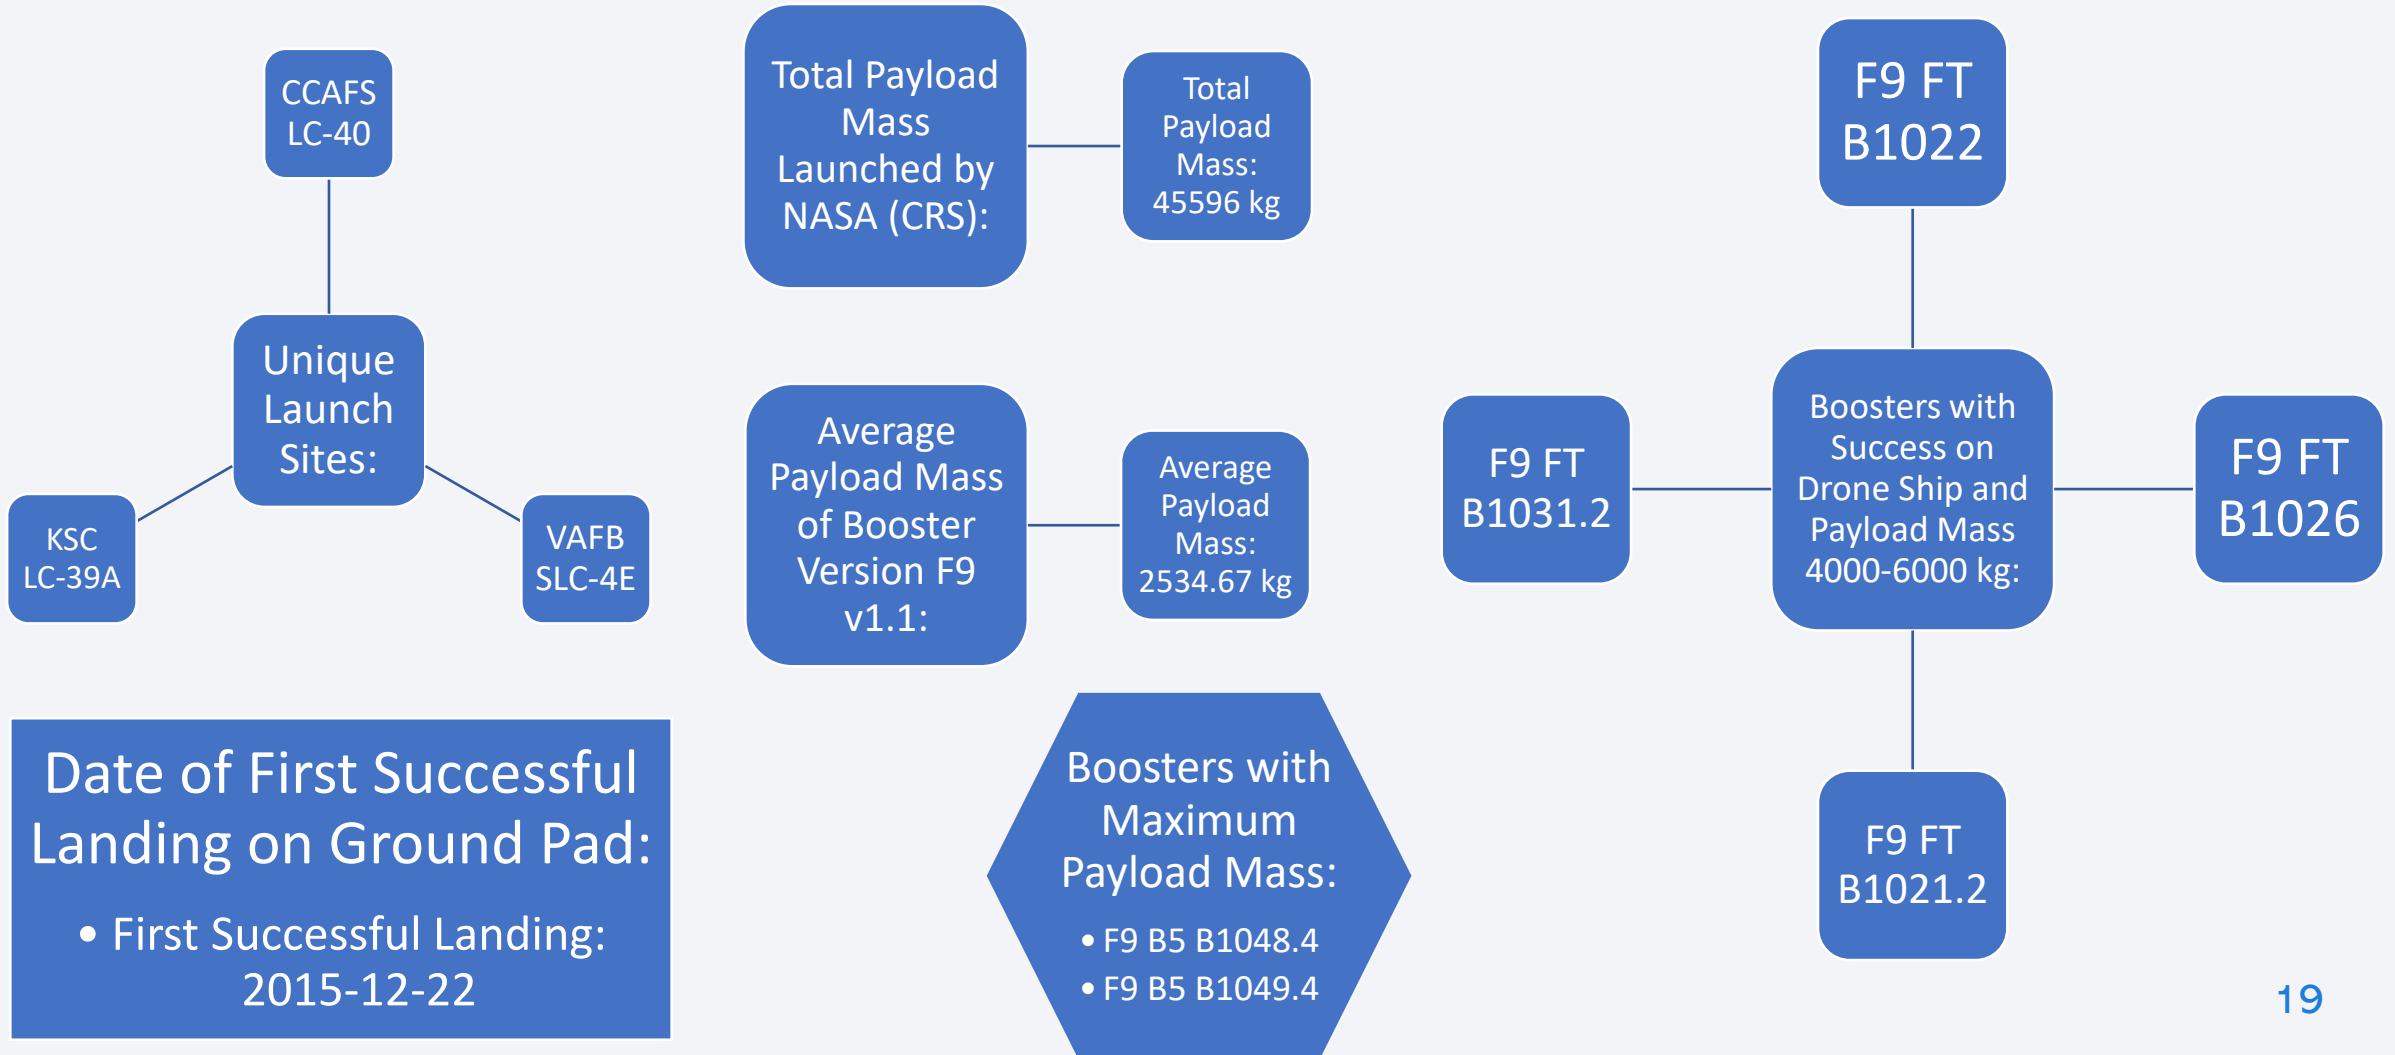 CCAFS
LC-40
Unique
Launch
Sites:
KSC
LC-39A
VAFB
SLC-4E
Total Payload
Mass
Launched by
NASA (CRS):
Total
Payload
Mass:
45596 kg
Average
Payload Mass
of Booster
Version F9
v1.1:
Average
Payload
Mass:
2534.67 kg
F9 FT
B1022
F9 FT
B1031.2
Boosters with
Success on
Drone Ship and
Payload Mass
4000-6000 kg:
F9 FT
B1026
F9 FT
B1021.2
Date of First Successful
Landing on Ground Pad:
• First Successful Landing:
2015-12-22
Boosters with
Maximum
Payload Mass:
• F9 B5 B1048.4
• F9 B5 B1049.4
19